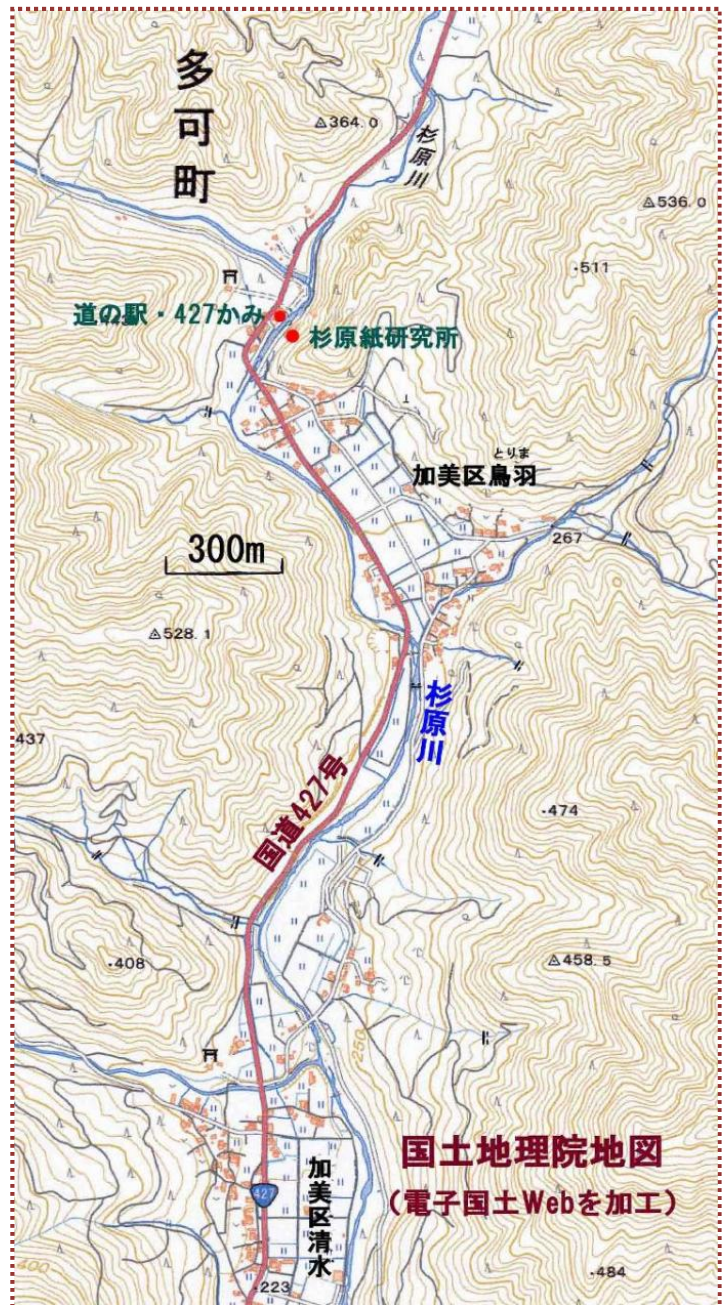 多可町
364.0
杉原川
536.0
511
300
道の駅・427かみ
杉原紙研究所
とりま
加美区鳥羽
267
300m
528.1
杉原川
437
国道427号
474
408
458.5
250
国土地理院地図
(電子国土Webを加工)
加美区清水
427
400
223
484